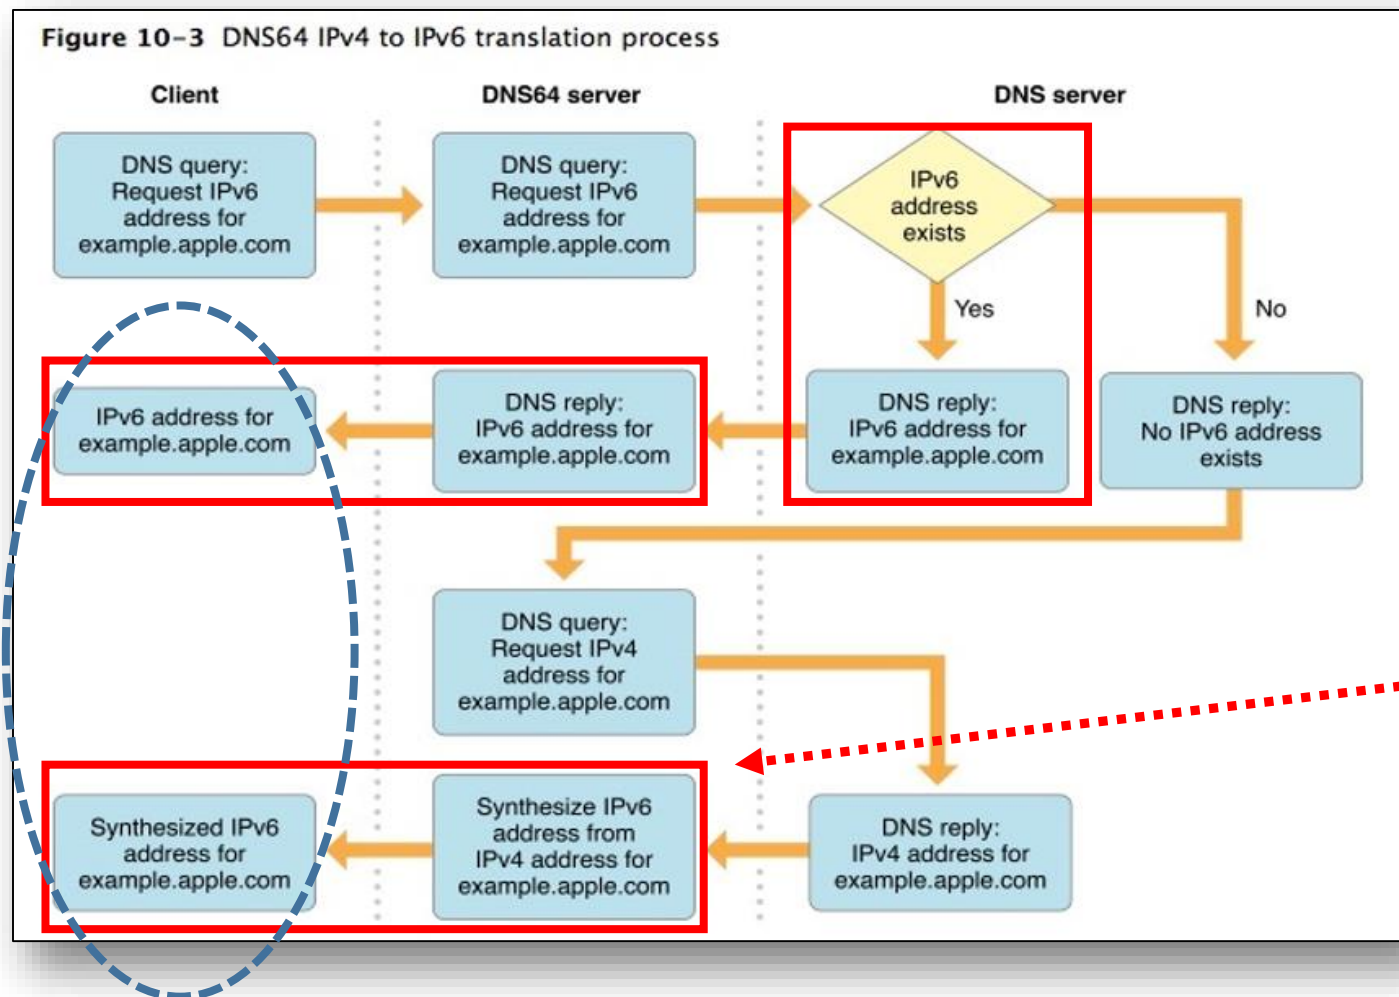 Figure 10–3 DNS64 IPv4 to IPv6 translation process
Client
DNS64 server
DNS server
DNS query:
Request IPv6
address for
example.apple.com
DNS query:
Request IPv6
address for
example.apple.com
IPv6
address
exists
Yes
No
IPv6 address for
example.apple.com
DNS reply:
IPv6 address for
example.apple.com
DNS reply:
IPv6 address for
example.apple.com
DNS reply:
No IPv6 address
exists
DNS query:
Request IPv4
address for
example.apple.com
Synthesized IPv6
address for
example.apple.com
Synthesize IPv6
address from
IPv4 address for
example.apple.com
DNS reply:
IPv4 address for
example.apple.com